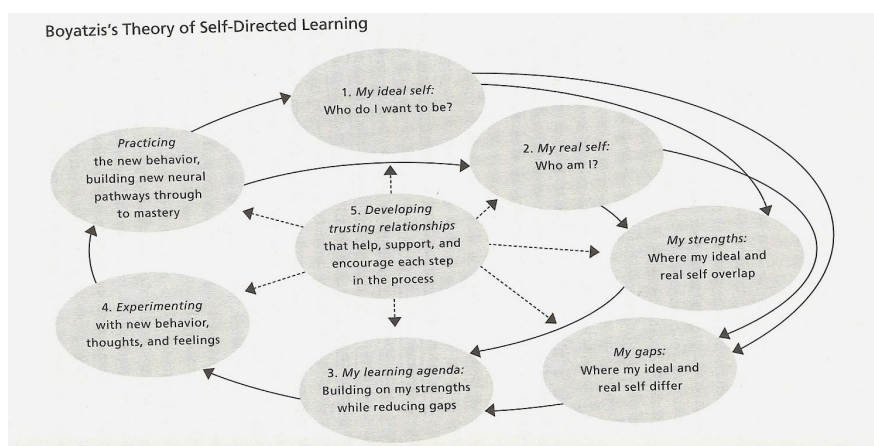 Boyatzis's Theory of Self-Directed Learning
1. My ideal self:
Who do I want to be?
2. My real self:
Who am I?
Practicing
the new behavior,
building new neural
pathways through
to mastery
5. Developing
trusting relationships
that help, support, and
encourage each step
in the process
My strengths:
Where my ideal and
real self overlap
4. Experimenting
with new behavior,
thoughts, and feelings
My gaps:
Where my ideal and
real self differ
3. My learning agenda:
Building on my strengths
while reducing gaps